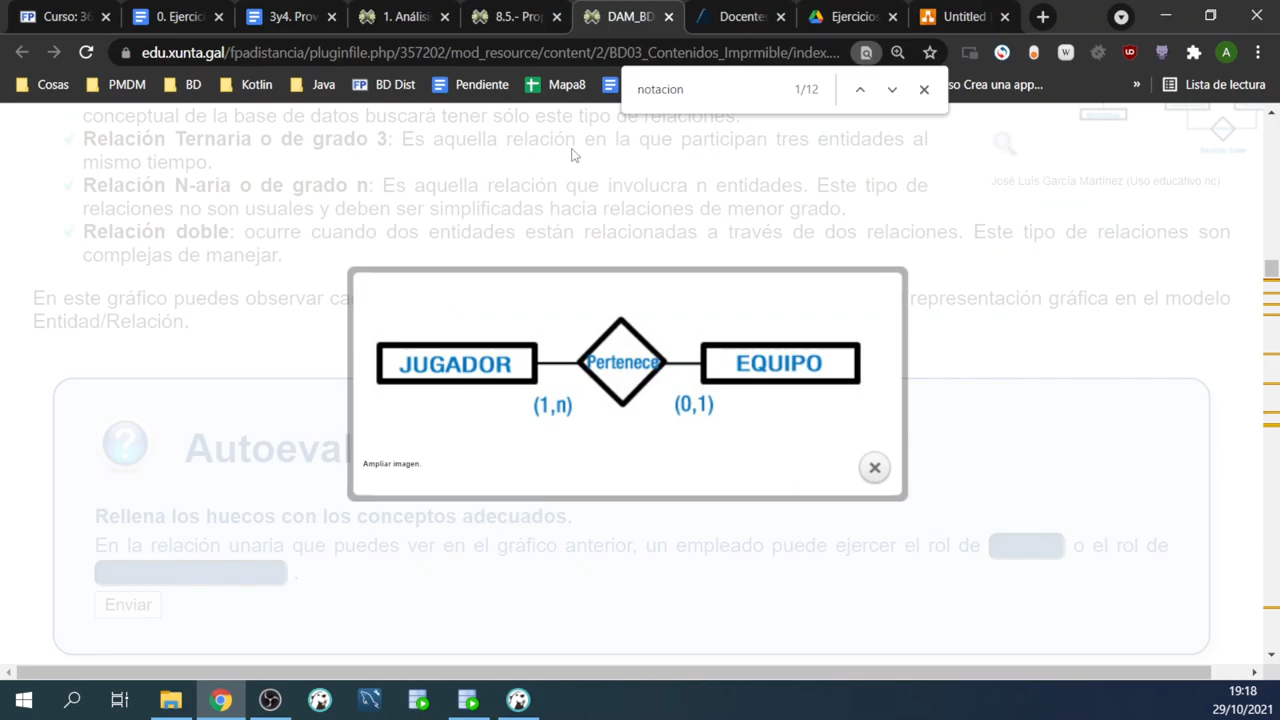 Curso: 36
0. Ejercic
3y4. Prov
1. Análisi
8.5.- Pro
DAM_BD
Docente
Ejercicios
Untitled
edu.xunta.gal/fpadistancia/pluginfile.php/357202/mod_resource/content/2/BD03_Contenidos_Imprmible/index....
A
Cosas
PMDM
BD
Kotlin
Java
BD Dist
Pendiente
Mapa8
so Crea una app...
»
Lista de lectura
notacion 1/12
conceptual de la base de datos buscará tener sólo este tipo de relaciones.
Relación Ternaria o de grado 3: Es aquella relación en la que participan tres entidades al
mismo tiempo.
Relación N-aria o de grado n: Es aquella relación que involucra n entidades. Este tipo de
relaciones no son usuales y deben ser simplificadas hacia relaciones de menor grado.
Relación doble: ocurre cuando dos entidades están relacionadas a través de dos relaciones. Este tipo de relaciones son
complejas de manejar.
José Luis García Martínez (Uso educativo nc)
En este gráfico puedes observar ca
representación gráfica en el modelo
Entidad/Relación.
JUGADOR
Pertenece
EQUIPO
(1,n)
(0,1)
Ampliar imagen.
Autoeval
Rellena los huecos con los conceptos adecuados.
En la relación unaria que puedes ver en el gráfico anterior, un empleado puede ejercer el rol de o el rol de
.
Enviar
19:18
29/10/2021